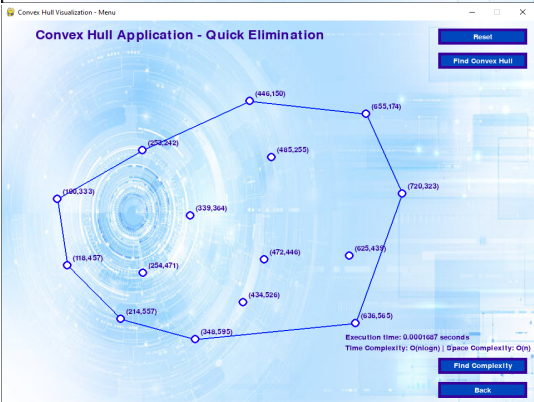 Convex Hull Visualization - Menu
Convex Hull Application - Quick Elimination
Reset
Find Convex Hull
(446,150)
(655,174)
(253,242)
(485,255)
(100,333)
(720,323)
(339,364)
(625,439)
(118,457)
(472,446)
(254,471)
(434,526)
(214,557)
(636,565)
(348,595)
Execution time: 0.0001687 seconds
Time Complexity: O(nlogn) | Space Complexity: O(n)
Find Complexity
Back